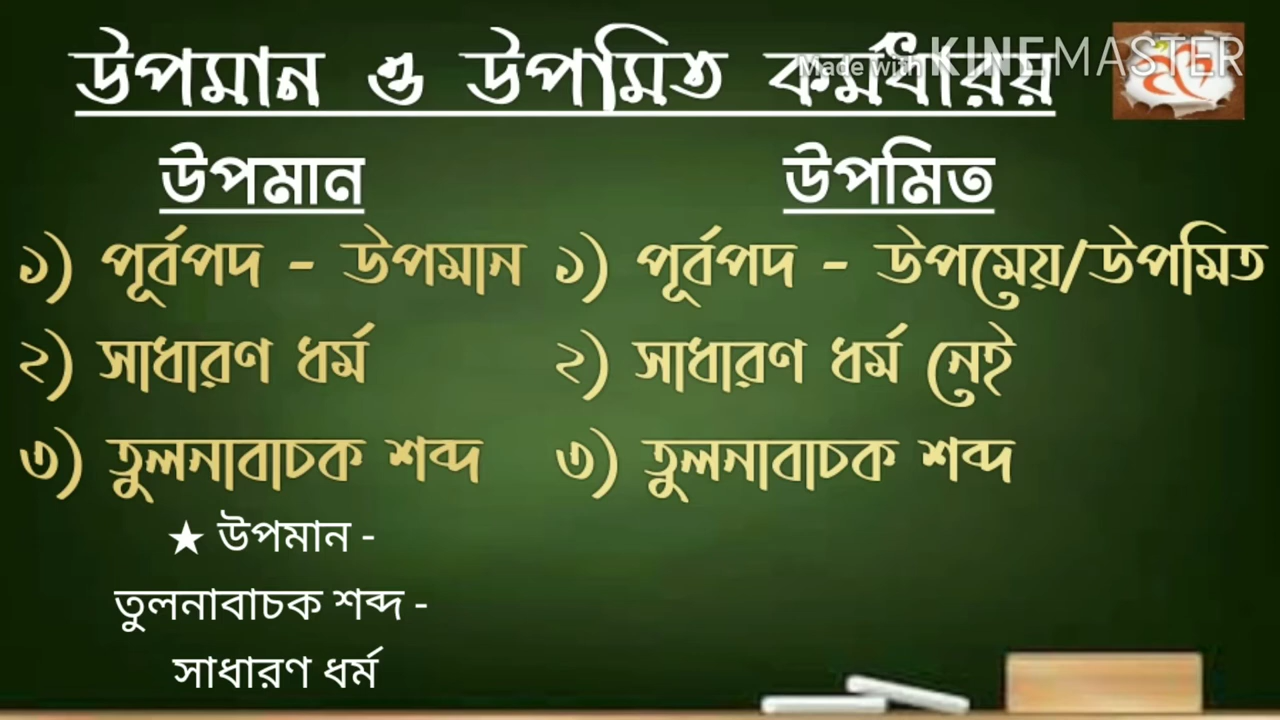 উপমান ও উপমিত কর্মধারয়
Made with KINEMASTER
উপমান
উপমিত
১) পূর্বপদ - উপমান
১) পূর্বপদ - উপমেয়/উপমিত
২) সাধারণ ধর্ম
২) সাধারণ ধর্ম নেই
৩) তুলনাবাচক শব্দ
৩) তুলনাবাচক শব্দ
★ উপমান -
তুলনাবাচক শব্দ -
সাধারণ ধর্ম